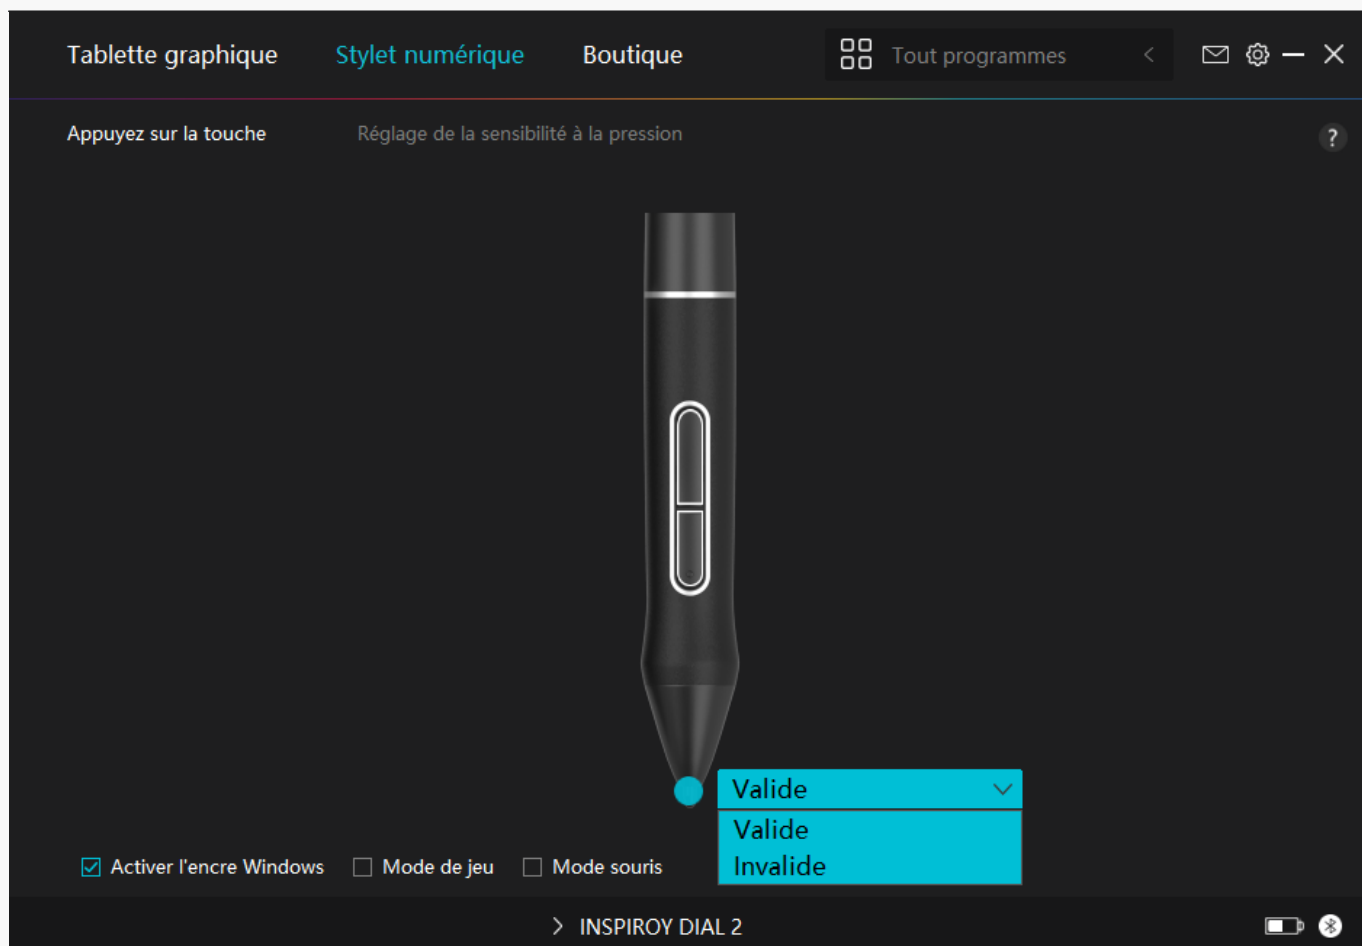 Tablette graphique Stylet numérique Boutique Tout programmes
Appuyez sur la touche Réglage de la sensibilité à la pression
?
Valide
Valide
Invalide
Activer l'encre Windows Mode de jeu Mode souris
INSPIROY DIAL 2